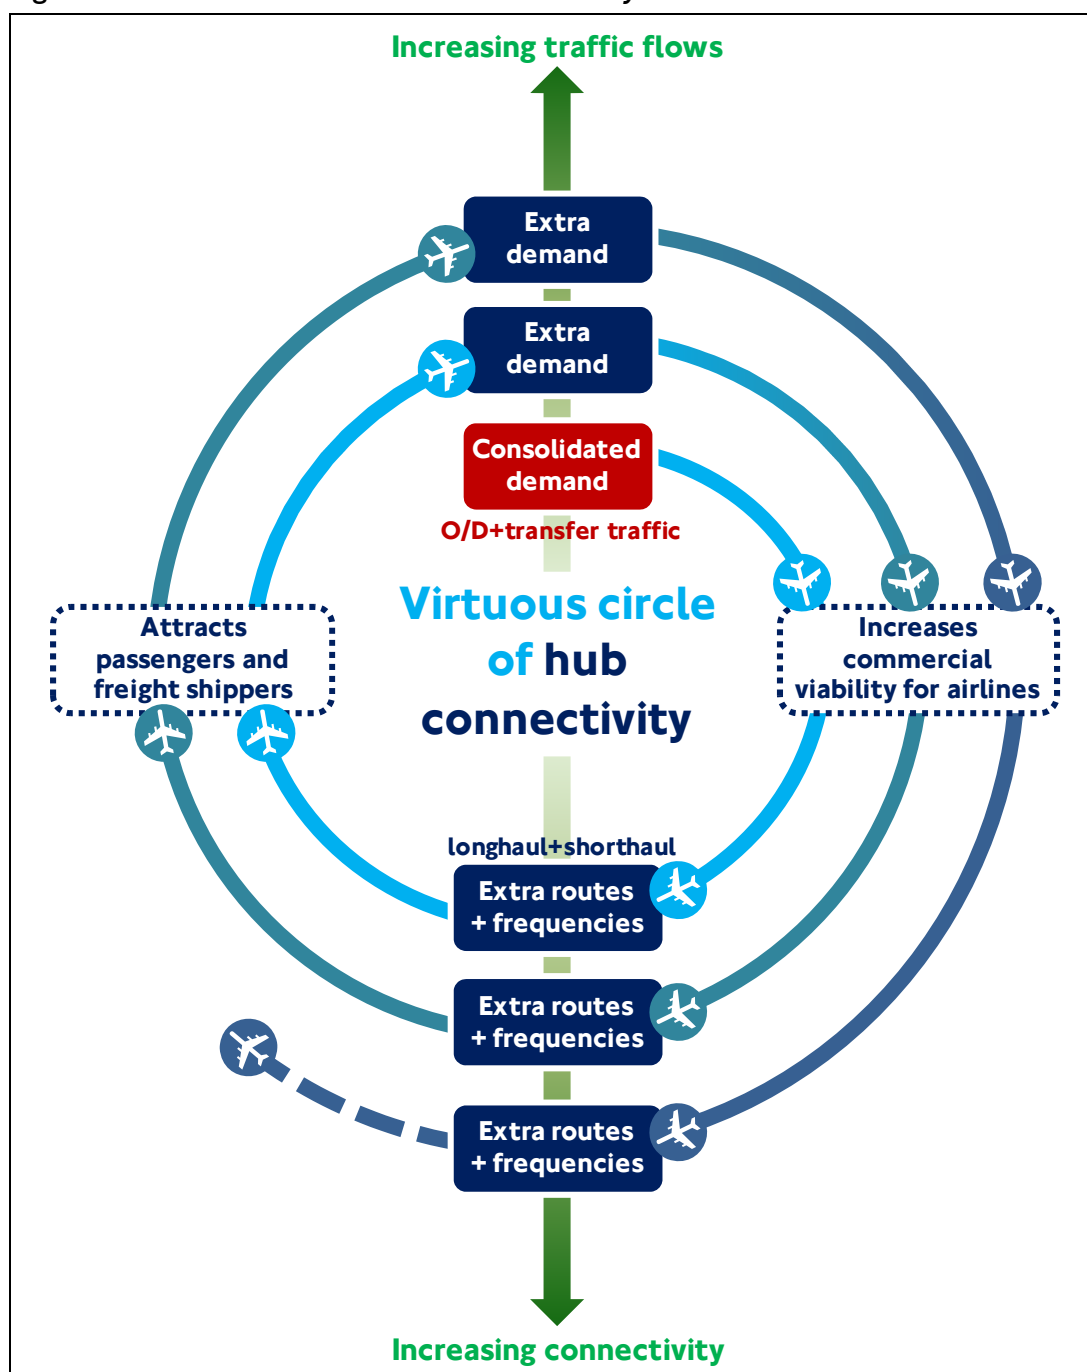 Increasing traffic flows
Extra
demand
Extra
demand
Consolidated
demand
O/D+transfer traffic
Virtuous circle
of hub
connectivity
Attracts
passengers and
freight shippers
Increases
commercial
viability for airlines
longhaul+shorthaul
Extra routes
+ frequencies
Extra routes
+ frequencies
Extra routes
+ frequencies
Increasing connectivity